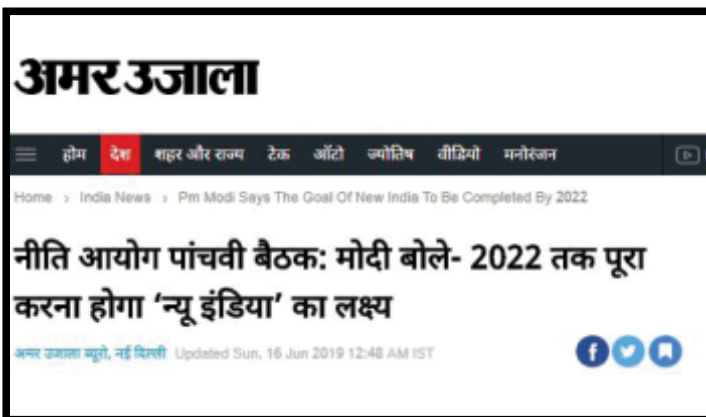 अमर उजाला
होम देश शहर और राज्य टेक ऑटो ज्योतिष वीडियो मनोरंजन
Home > India News > Pm Modi Says The Goal Of New India To Be Completed By 2022
नीति आयोग पांचवी बैठक: मोदी बोले- 2022 तक पूरा
करना होगा ‘न्यू इंडिया’ का लक्ष्य
अमर उजाला ब्यूरो, नई दिल्ली Updated Sun, 16 Jun 2019 12:48 AM IST